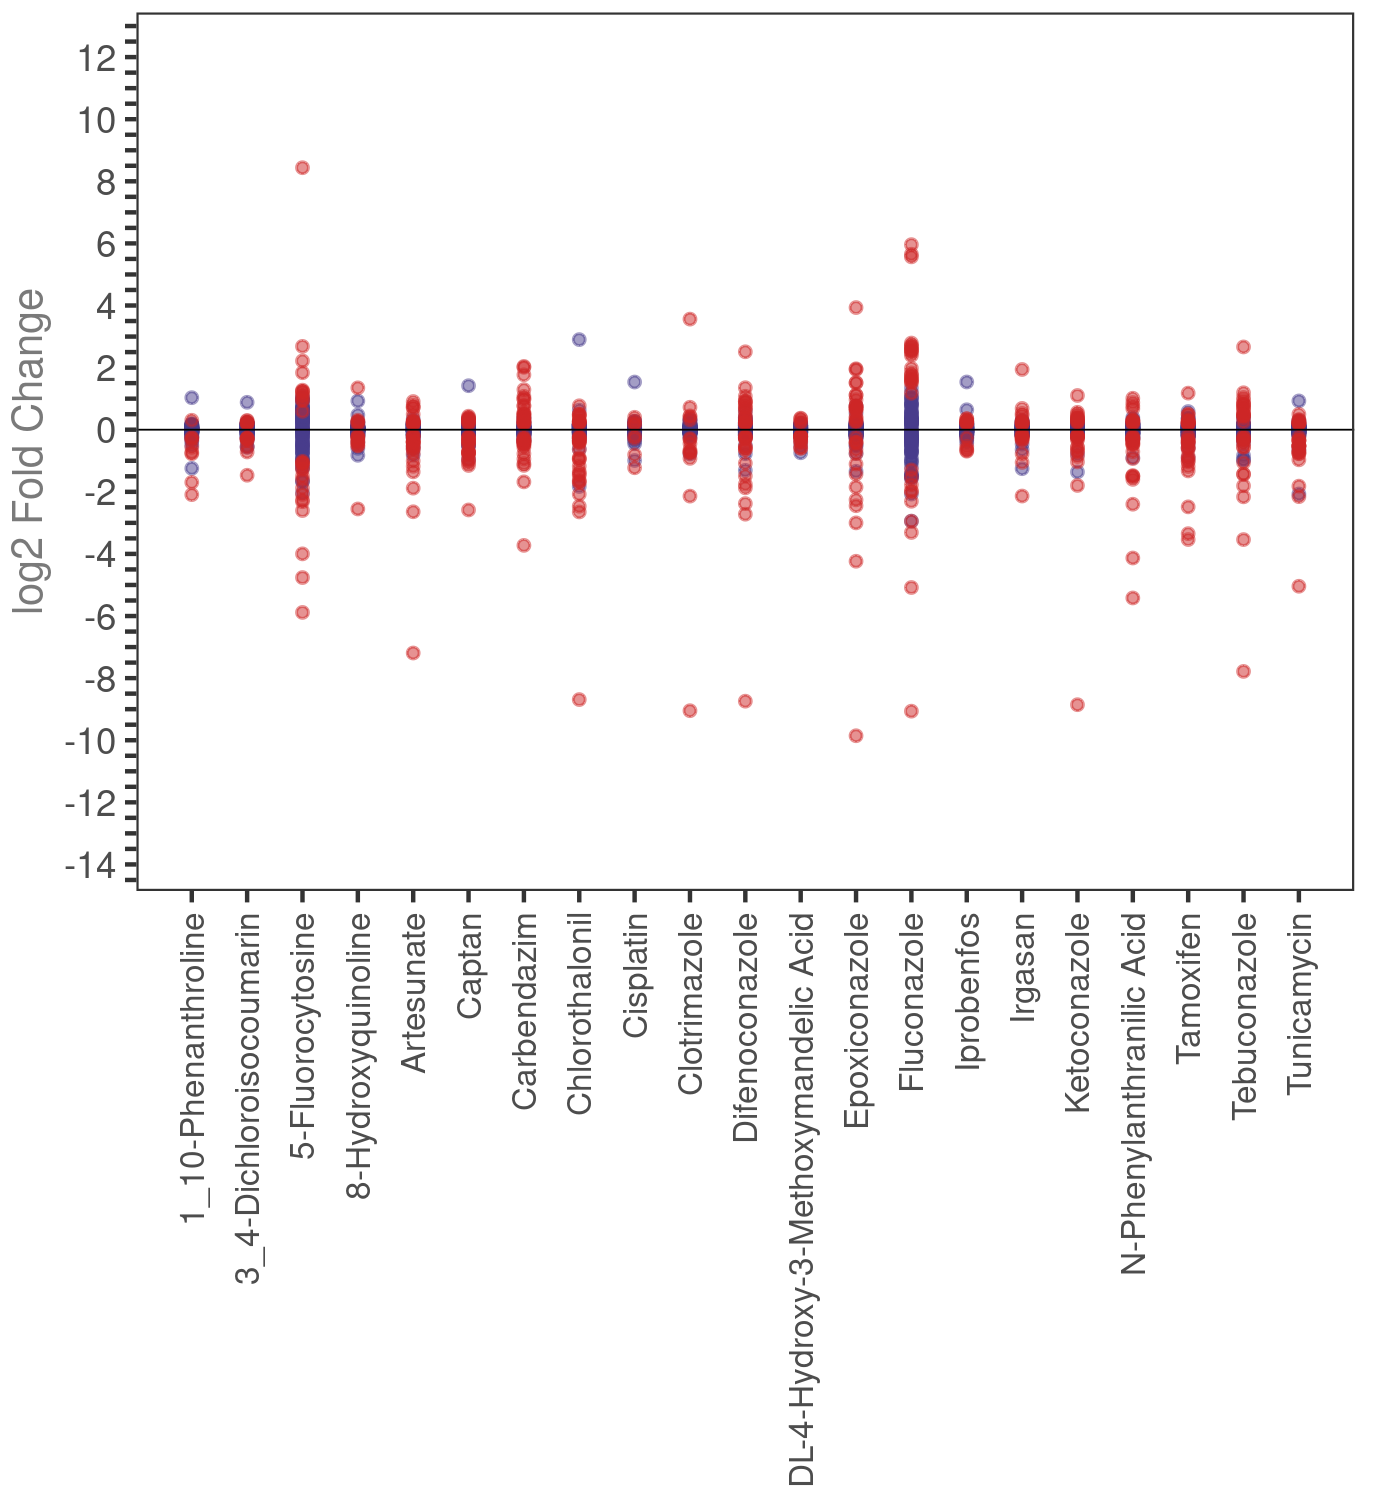 log2 Fold Change
12
10
8
6
4
2
0
-2
-4
-6
-8
-10
-12
-14
1_10-Phenanthroline
3_4-Dichloroisocoumarin
5-Fluorocytosine
8-Hydroxyquinoline
Artesunate
Captan
Carbendazim
Chlorothalonil
Cisplatin
Clotrimazole
Difenoconazole
DL-4-Hydroxy-3-Methoxymandelic Acid
Epoxiconazole
Fluconazole
Iprobenfos
Irgasan
Ketoconazole
N-Phenylanthranilic Acid
Tamoxifen
Tebuconazole
Tunicamycin